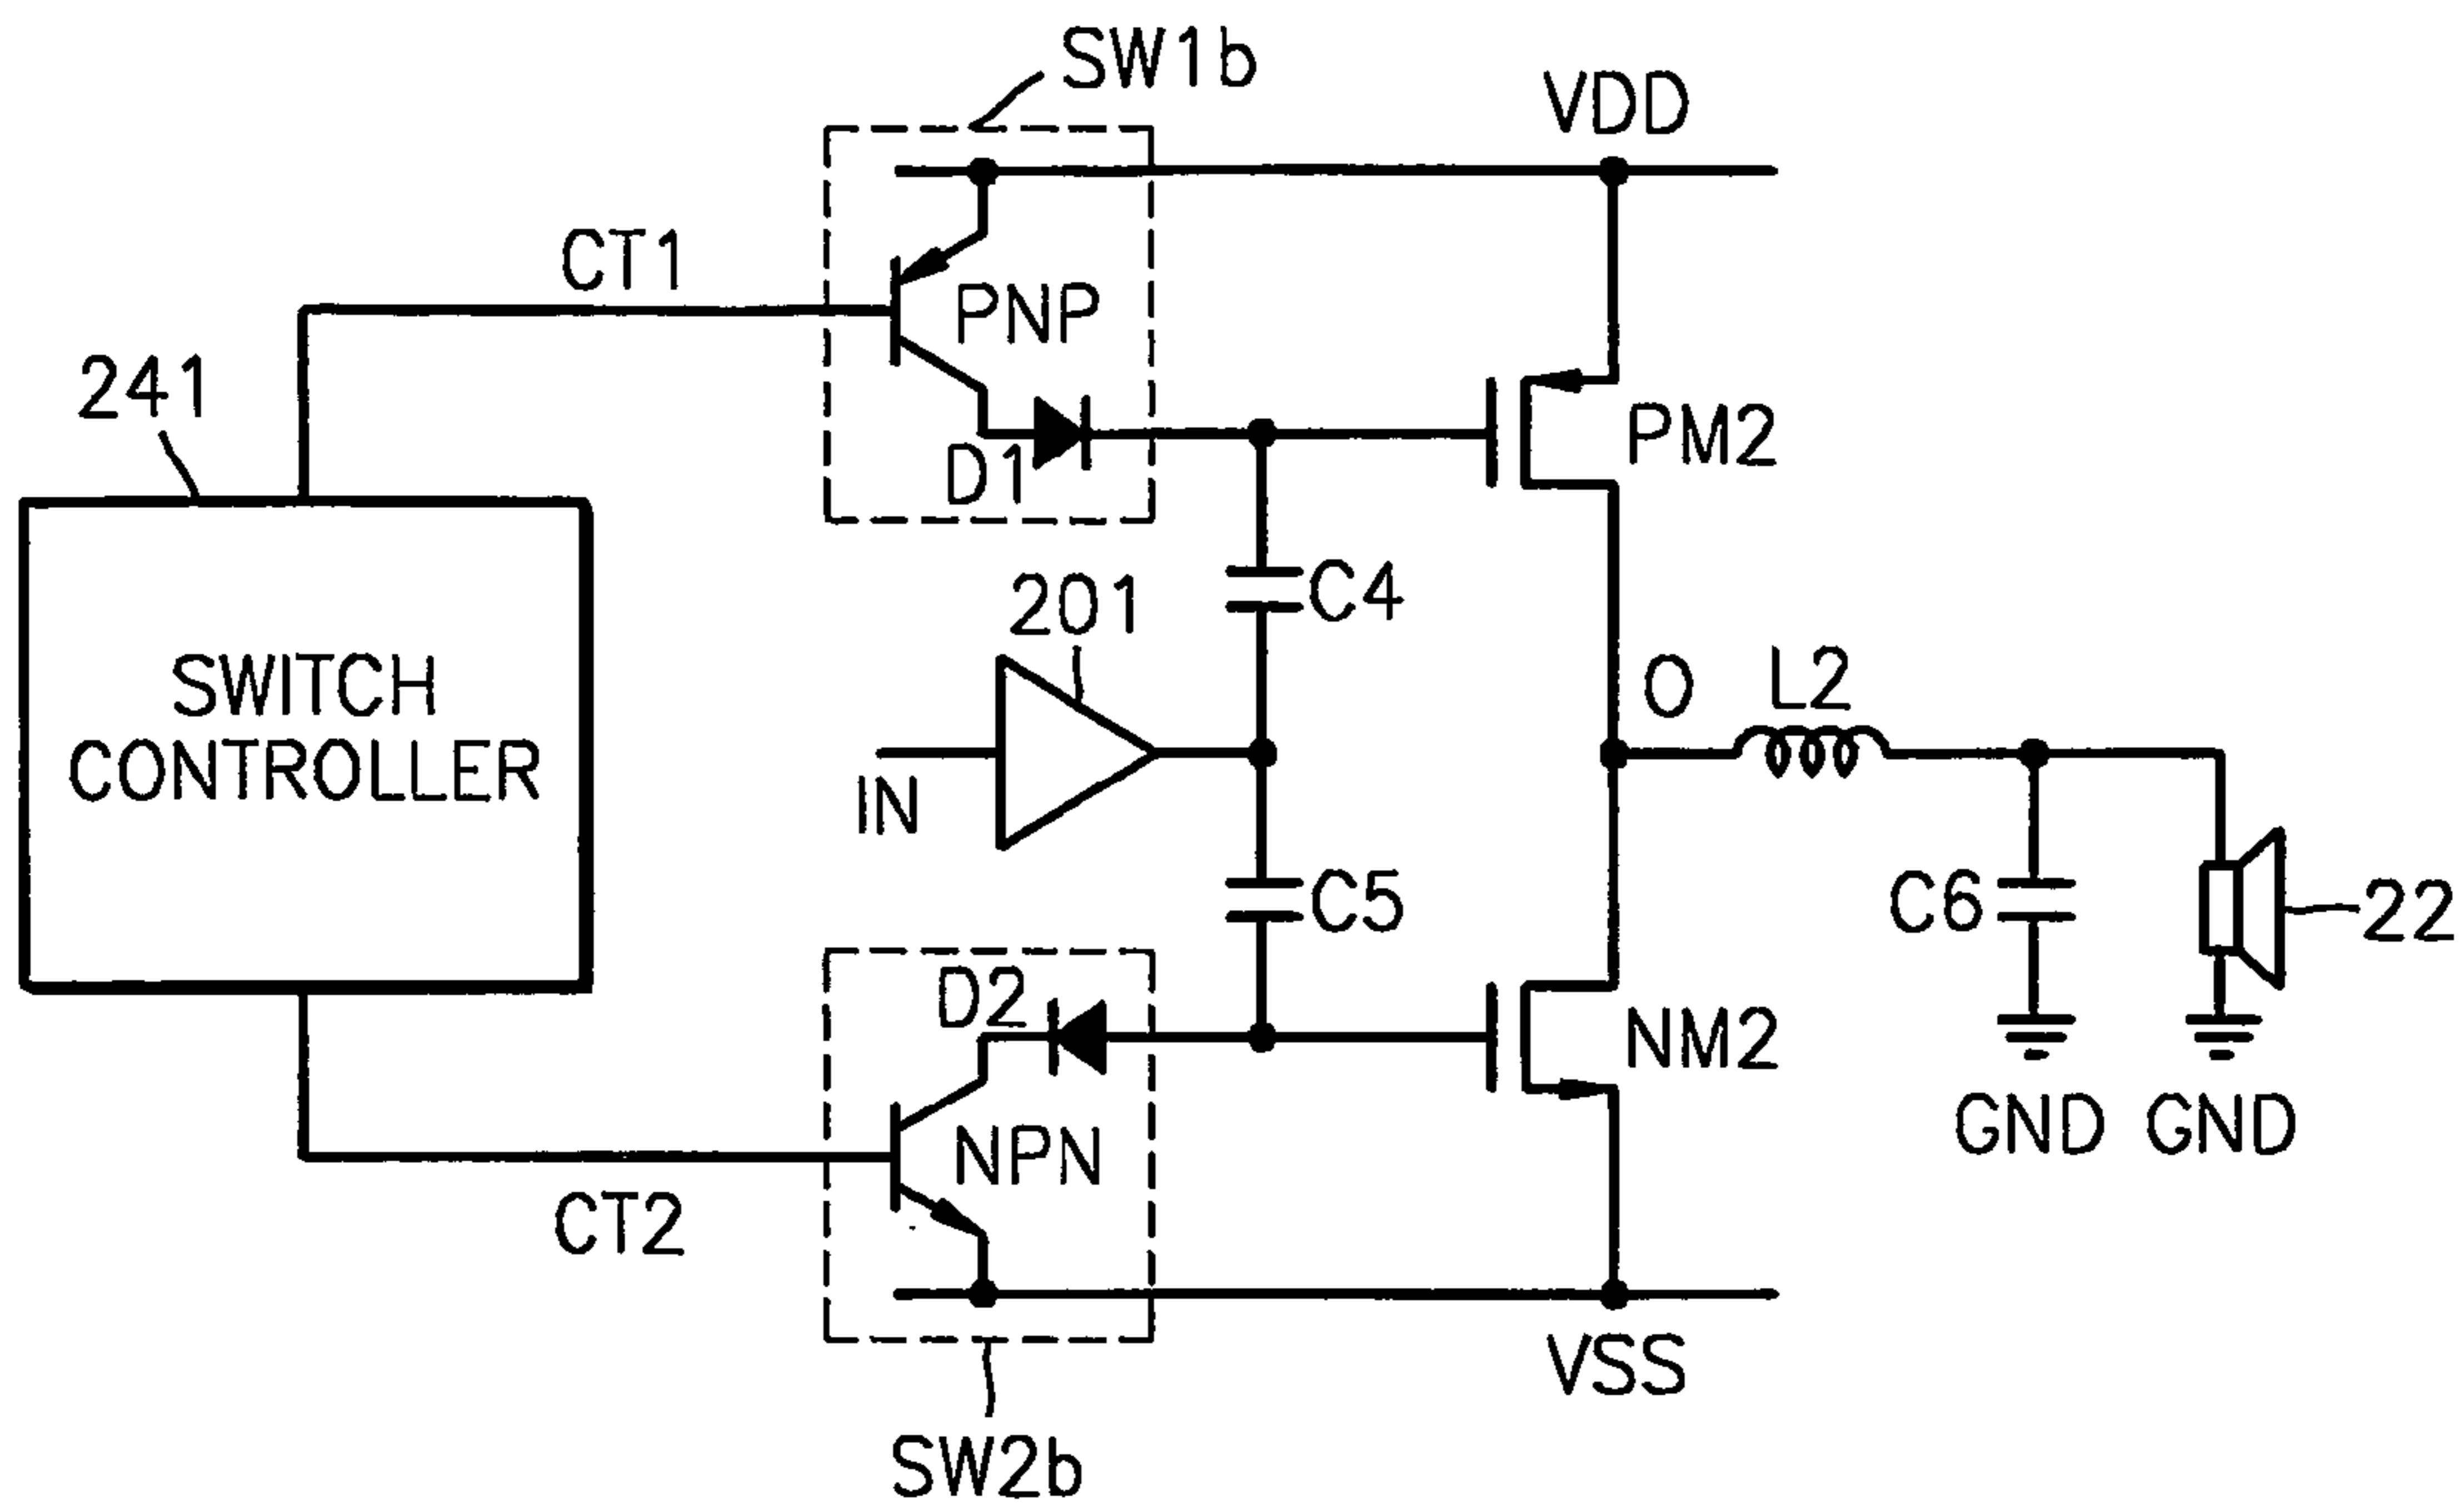 SW1b
VDD
CT1
PNP
241
D1
PM2
201
C4
SWITCH
CONTROLLER
O
L2
IN
C5
C6
22
D2
NM2
NPN
GND GND
CT2
VSS
SW2b